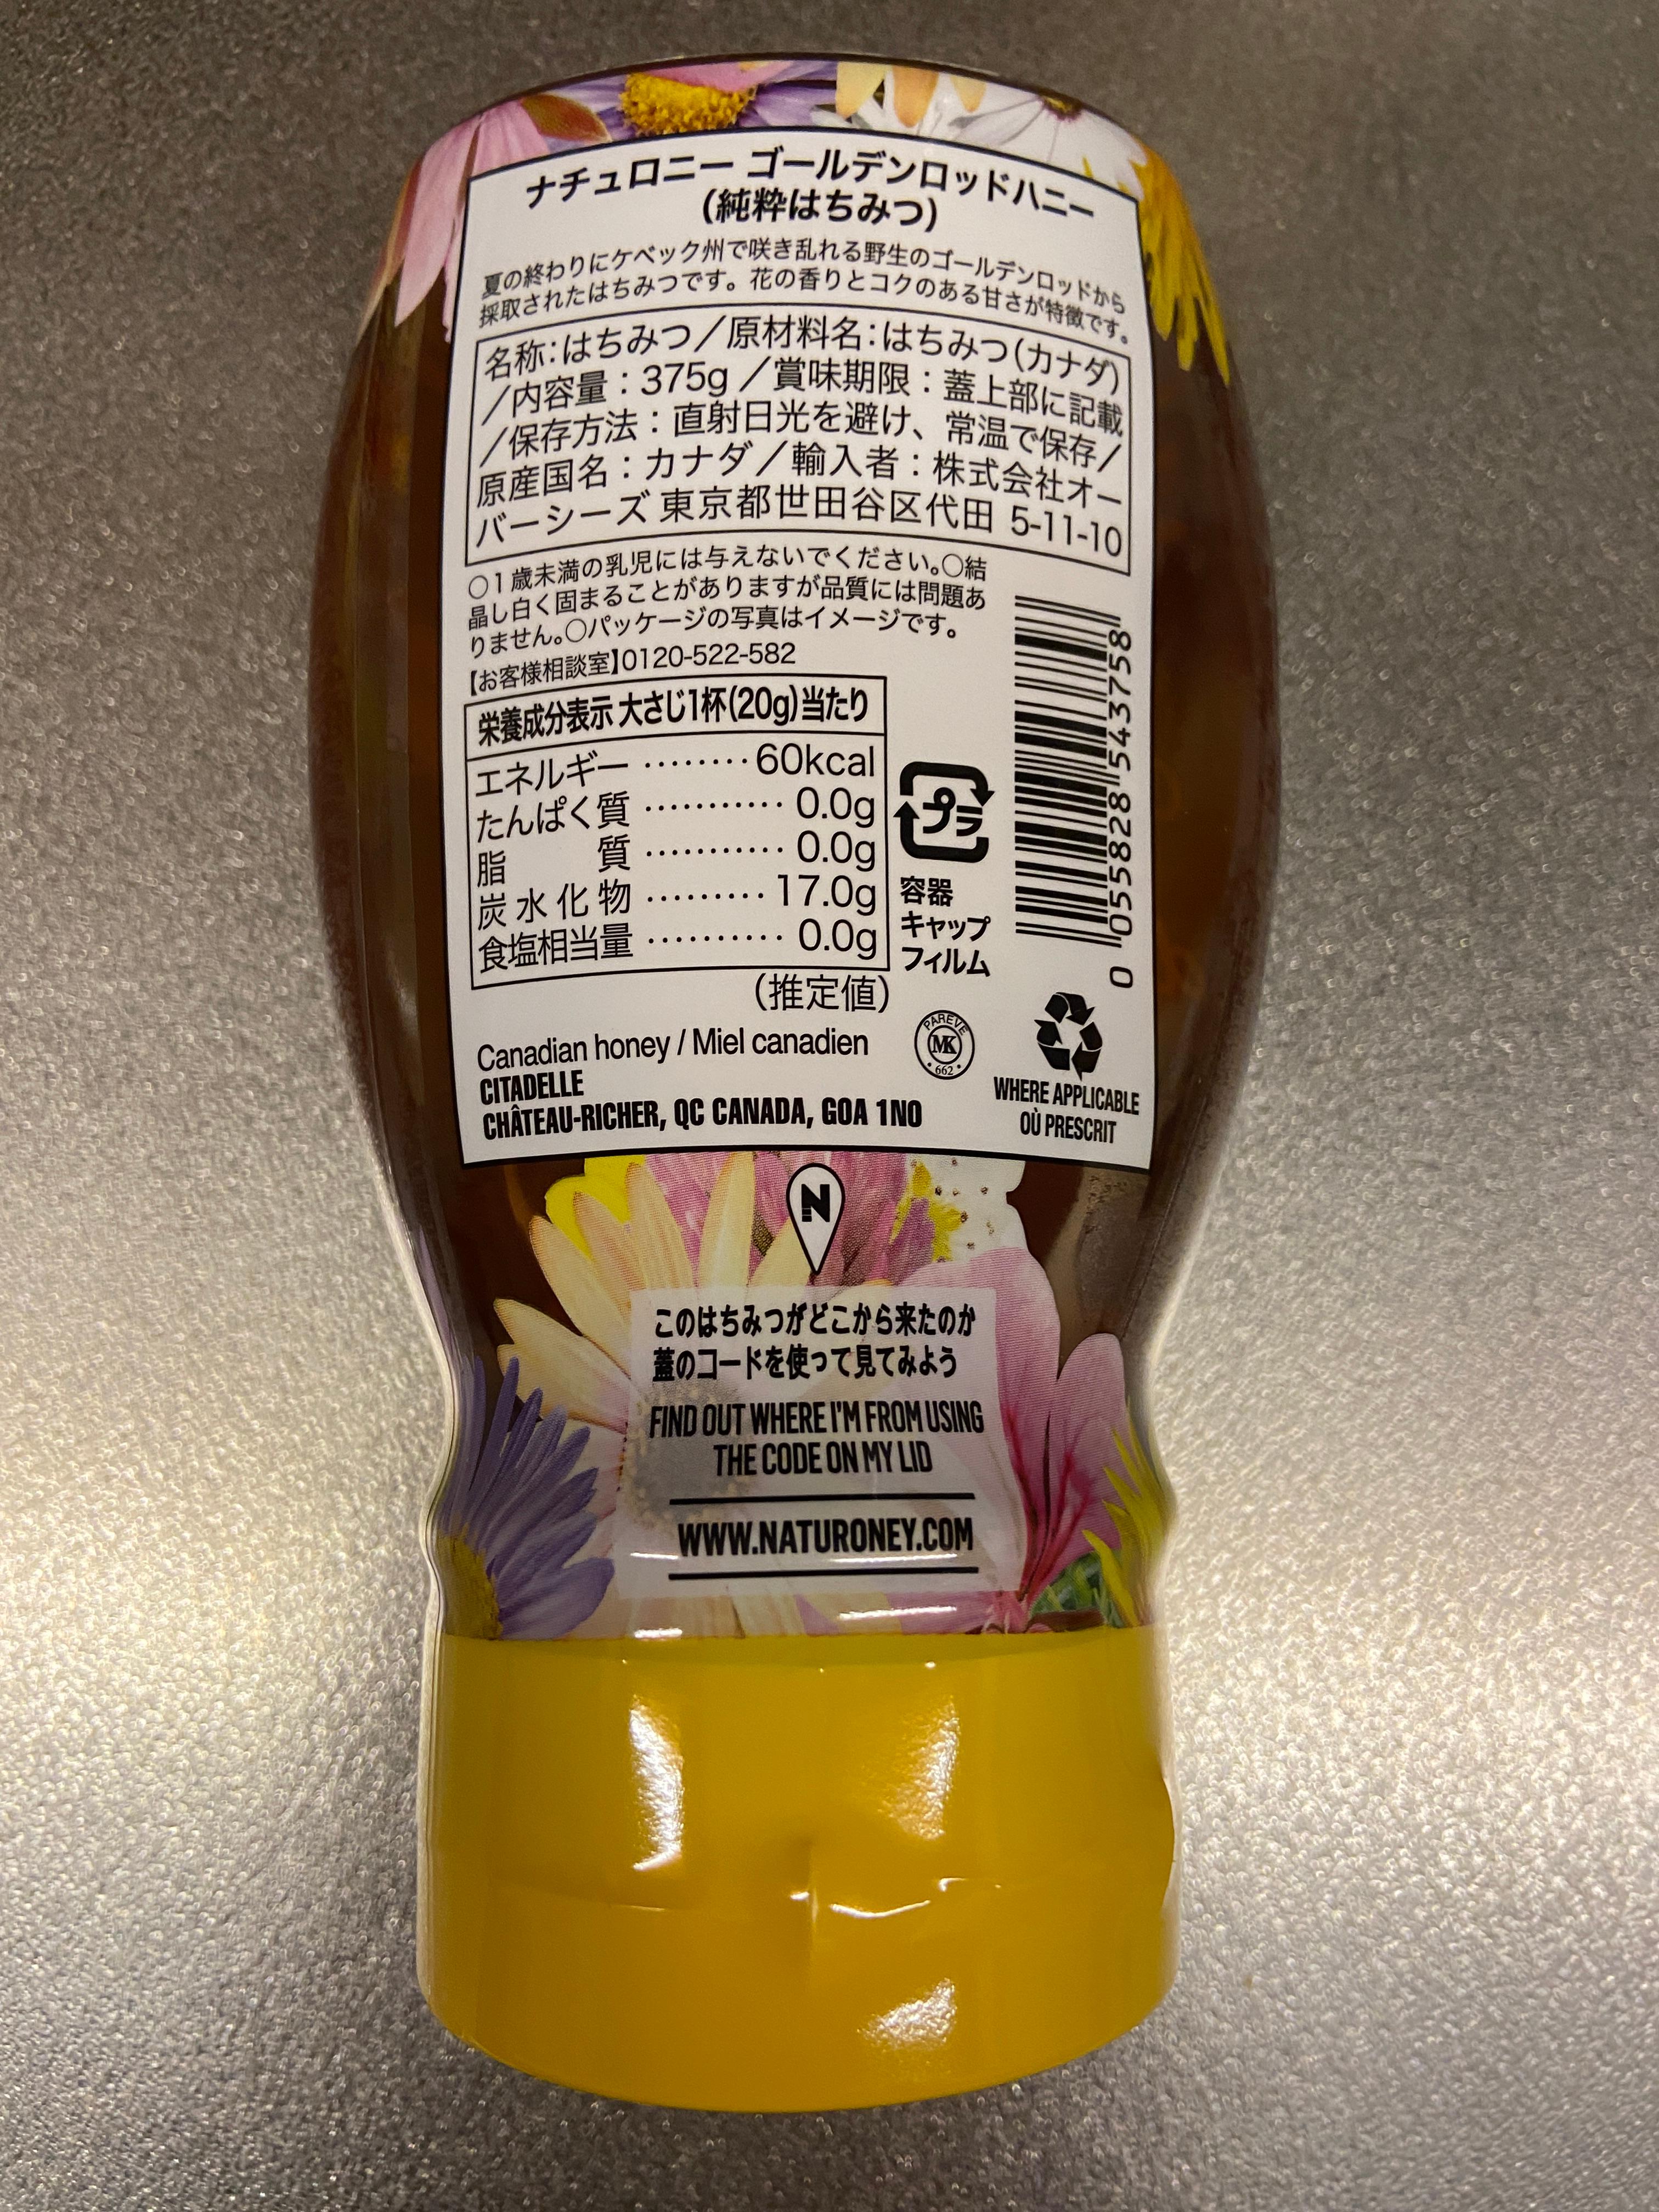 ナチュロニー ゴールデンロッドハニー
(純粋はちみつ)
夏の終わりにケベック州で咲き乱れる野生のゴールデンロッドから
採取されたはちみつです。花の香りとコクのある甘さが特徴です。
名称:はちみつ／原材料名:はちみつ(カナダ)
／内容量:375g／賞味期限:蓋上部に記載
／保存方法:直射日光を避け、常温で保存／
原産国名:カナダ／輸入者:株式会社オー
バーシーズ 東京都世田谷区代田 5-11-10
○1歳未満の乳児には与えないでください。○結
晶し白く固まることがありますが品質には問題あ
りません。○パッケージの写真はイメージです。
【お客様相談室】0120-522-582
栄養成分表示 大さじ1杯(20g)当たり
エネルギー ········ 60kcal
たんぱく質 ··········· 0.0g
脂　　質 ··········· 0.0g
炭水化物 ········· 17.0g
食塩相当量 ·········· 0.0g
(推定値)
プラ
容器
キャップ
フィルム
0 055828 543758
Canadian honey / Miel canadien
CITADELLE
CHÂTEAU-RICHER, QC CANADA, GOA 1NO
PAREVE
MK
662
WHERE APPLICABLE
OÙ PRESCRIT
N
このはちみつがどこから来たのか
蓋のコードを使って見てみよう
FIND OUT WHERE I'M FROM USING
THE CODE ON MY LID
WWW.NATURONEY.COM